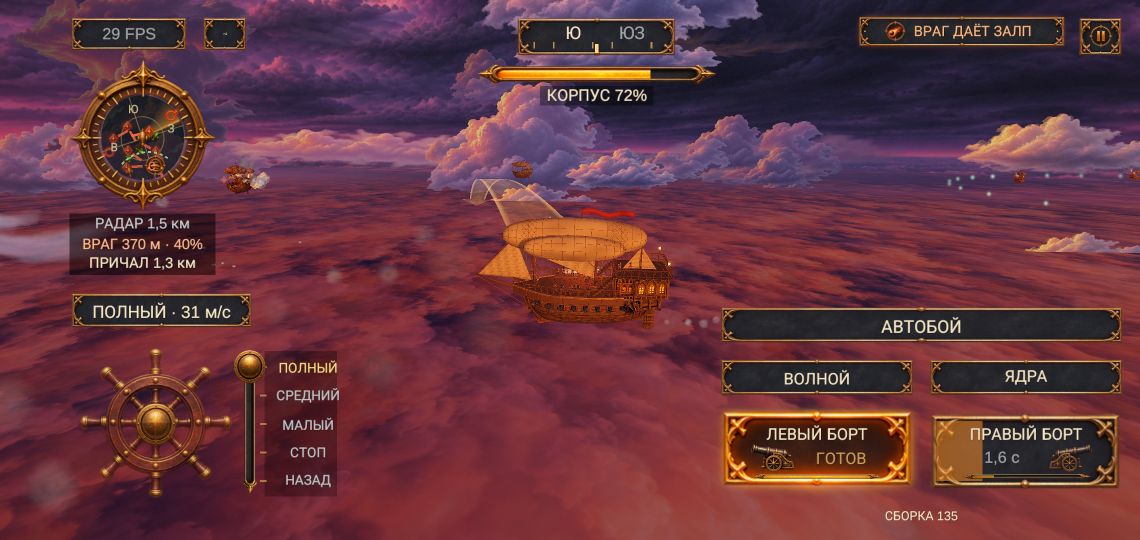 29 FPS
Ю ЮЗ
ВРАГ ДАЁТ ЗАЛП
КОРПУС 72%
Ю
З
В
РАДАР 1,5 км
ВРАГ 370 м · 40%
ПРИЧАЛ 1,3 км
ПОЛНЫЙ · 31 м/с
ПОЛНЫЙ
СРЕДНИЙ
МАЛЫЙ
СТОП
НАЗАД
АВТОБОЙ
ВОЛНОЙ
ЯДРА
ЛЕВЫЙ БОРТ
ГОТОВ
ПРАВЫЙ БОРТ
1,6 с
СБОРКА 135